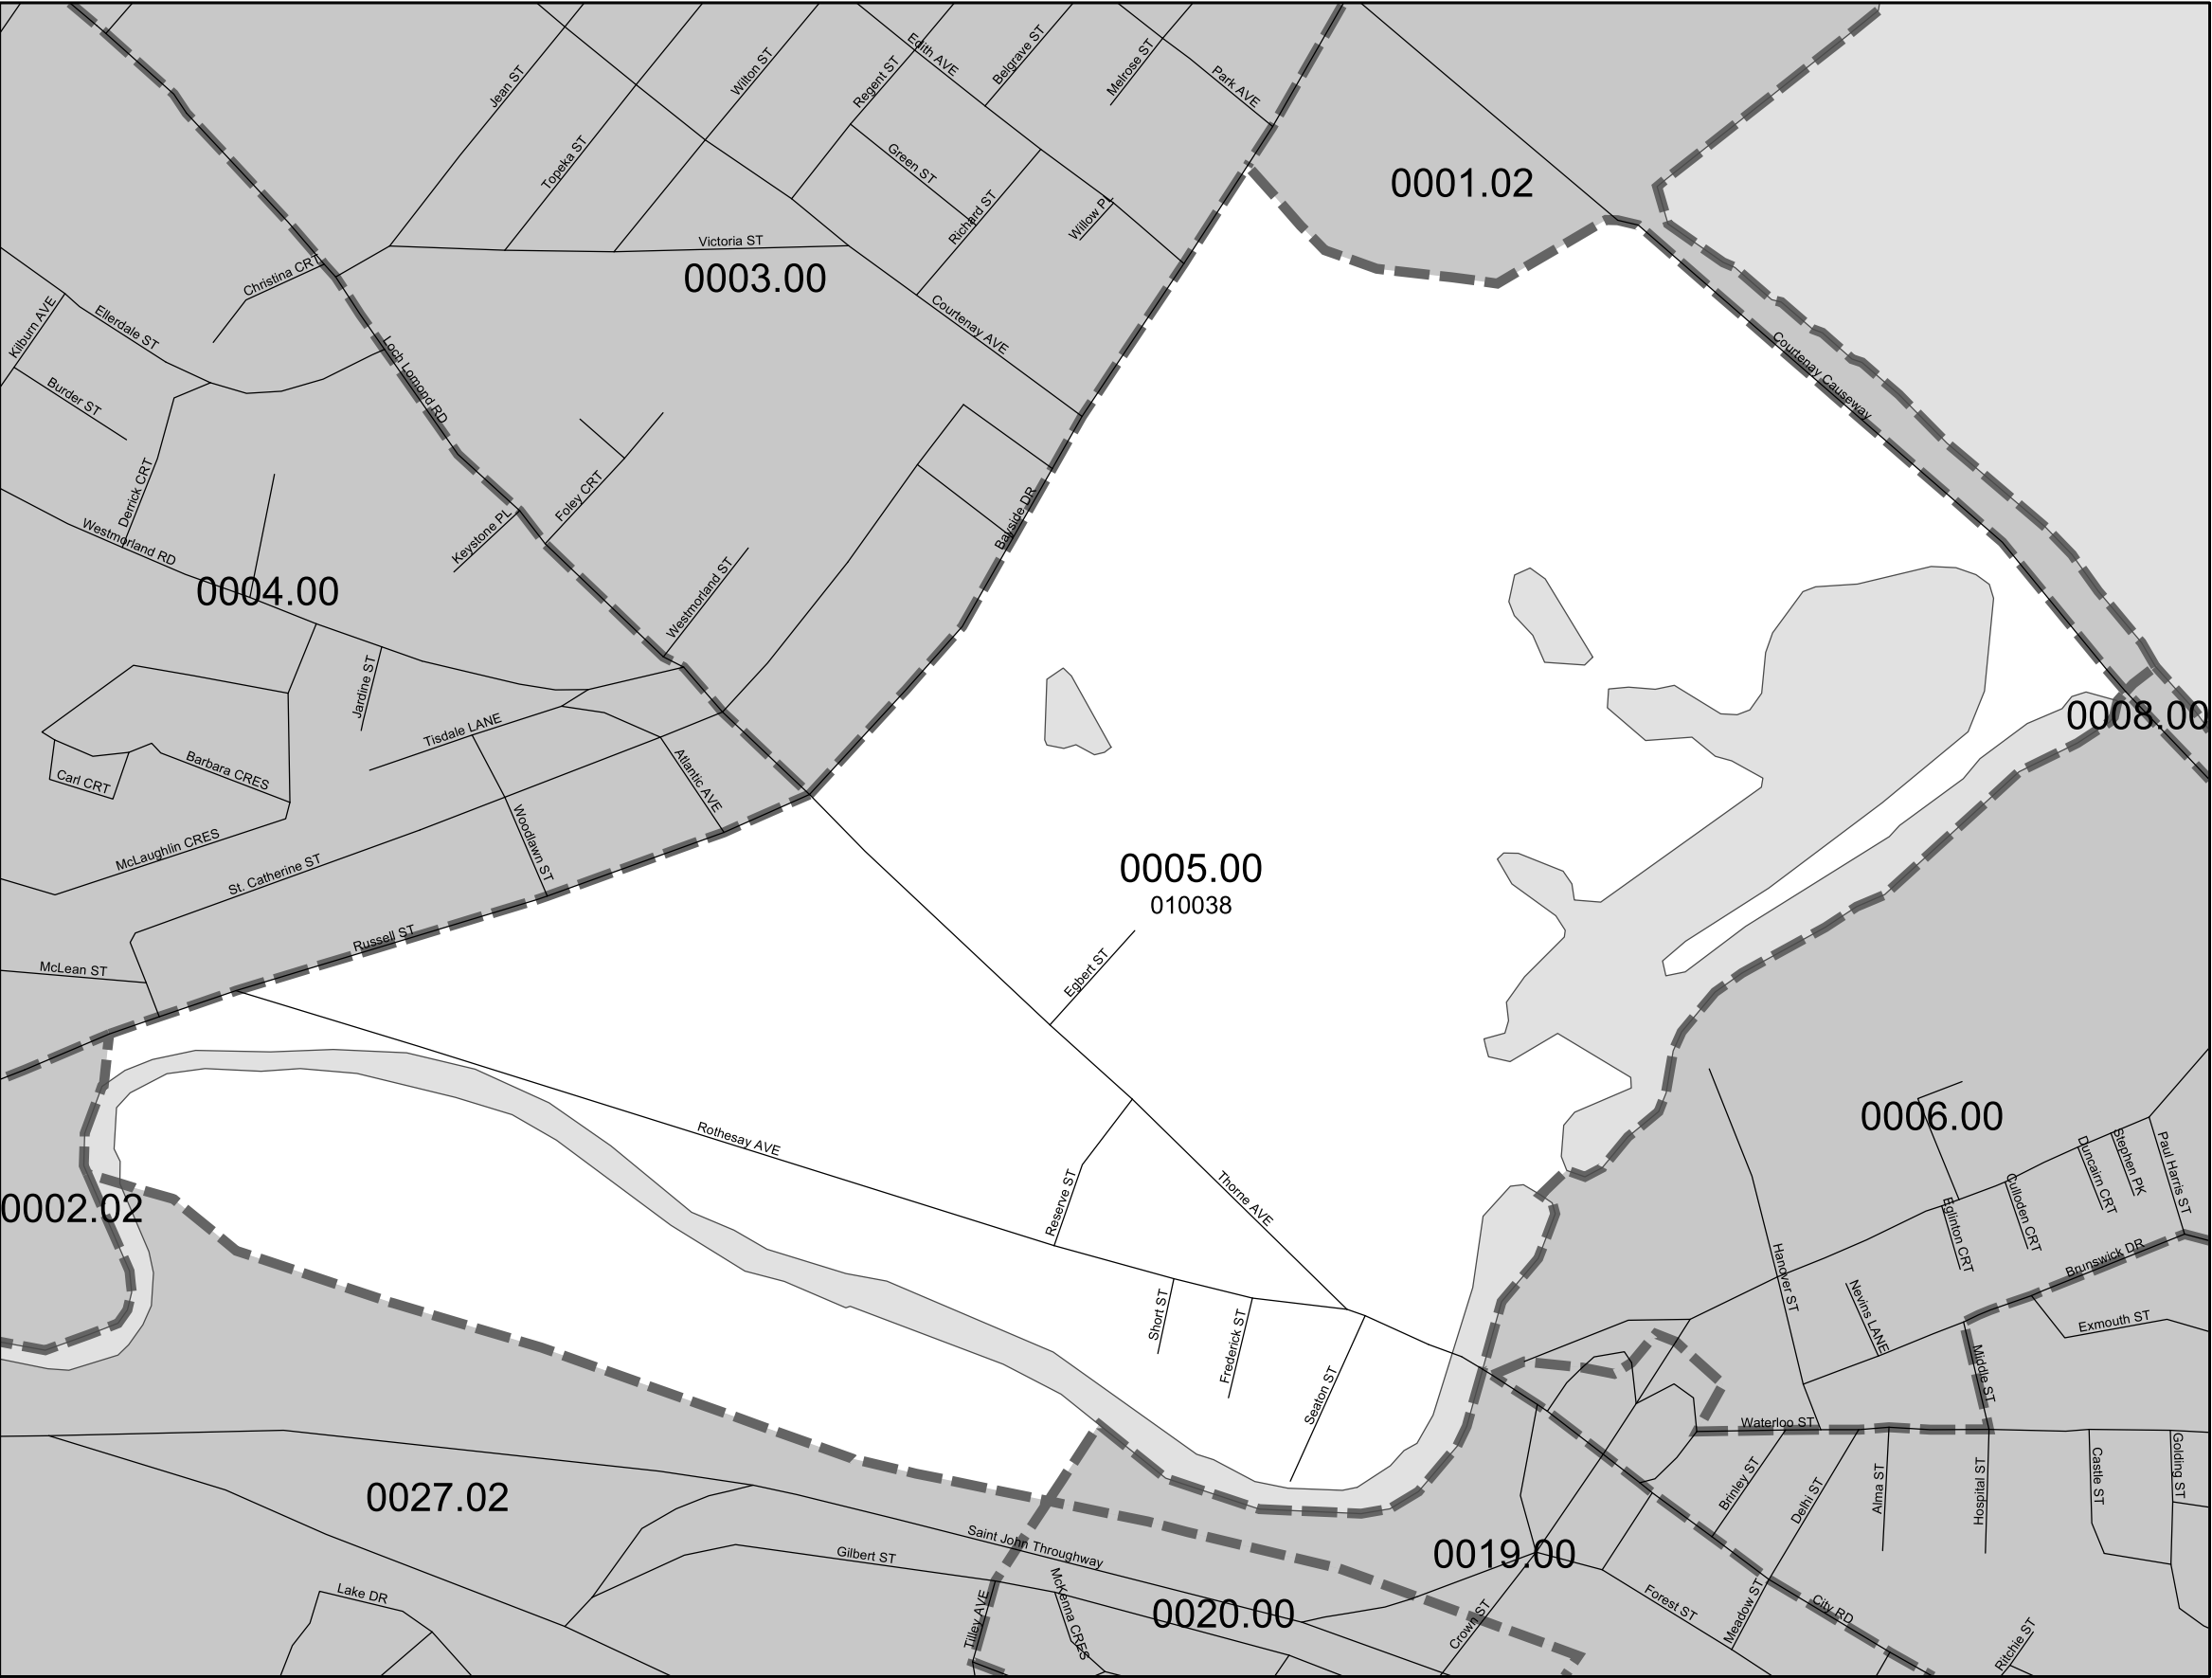 Edith AVE
Belgrave ST
Melrose ST
Park AVE
Jean ST
Wilton ST
Regent ST
Topeka ST
Green ST
Richard ST
Willow PL
0001.02
Victoria ST
0003.00
Christina CRT
Kilburn AVE
Ellerdale ST
Loch Lomond RD
Courtenay AVE
Courtenay Causeway
Burder ST
Derrick CRT
Foley CRT
Keystone PL
Bayside DR
Westmorland RD
0004.00
Westmorland ST
Jardine ST
Tisdale LANE
0008.00
Carl CRT
Barbara CRES
Atlantic AVE
McLaughlin CRES
Woodlawn ST
St. Catherine ST
0005.00
010038
Russell ST
McLean ST
Egbert ST
Rothesay AVE
0006.00
Reserve ST
Thorne AVE
0002.02
Duncairn CRT
Stephen PK
Paul Harris ST
Culloden CRT
Eglinton CRT
Hanover ST
Brunswick DR
Nevins LANE
Exmouth ST
Short ST
Frederick ST
Seaton ST
Middle ST
Waterloo ST
Brinley ST
Delhi ST
Alma ST
Hospital ST
Castle ST
Golding ST
0027.02
Saint John Throughway
Gilbert ST
0019.00
Lake DR
Tilley AVE
McKenna CRES
0020.00
Crown ST
Forest ST
Meadow ST
City RD
Ritchie ST